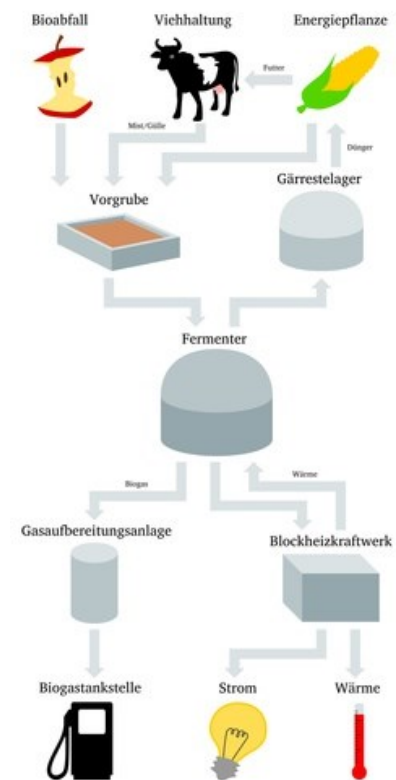 Bioabfall
Viehhaltung
Energiepflanze
Futter
Mist/Gülle
Dünger
Gärrestelager
Vorgrube
Fermenter
Biogas
Wärme
Gasaufbereitungsanlage
Blockheizkraftwerk
Biogastankstelle
Strom
Wärme